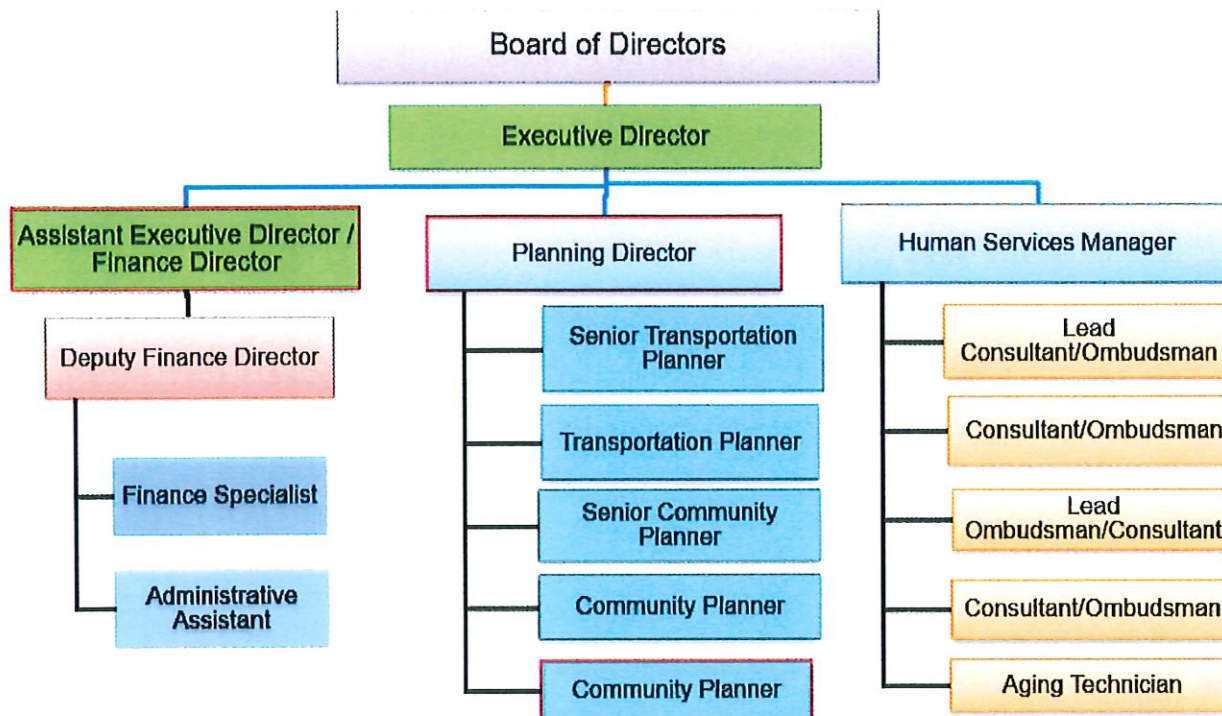 Board of Directors
Executive Director
Assistant Executive Director /
Finance Director
Deputy Finance Director
Finance Specialist
Administrative
Assistant
Planning Director
Senior Transportation
Planner
Transportation Planner
Senior Community
Planner
Community Planner
Community Planner
Human Services Manager
Lead
Consultant/Ombudsman
Consultant/Ombudsman
Lead
Ombudsman/Consultant
Consultant/Ombudsman
Aging Technician